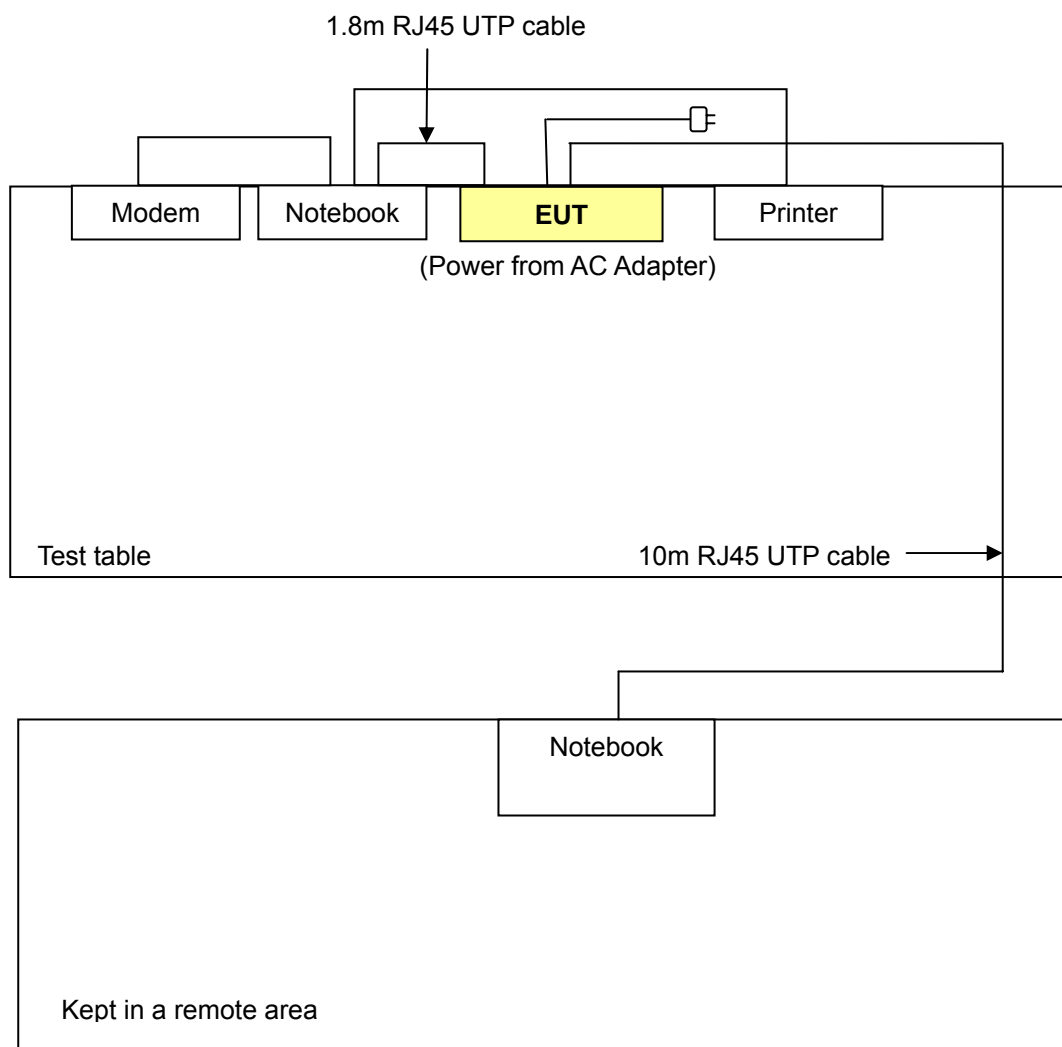 1.8m RJ45 UTP cable
Modem
Notebook
EUT
Printer
(Power from AC Adapter)
Test table
10m RJ45 UTP cable
Notebook
Kept in a remote area